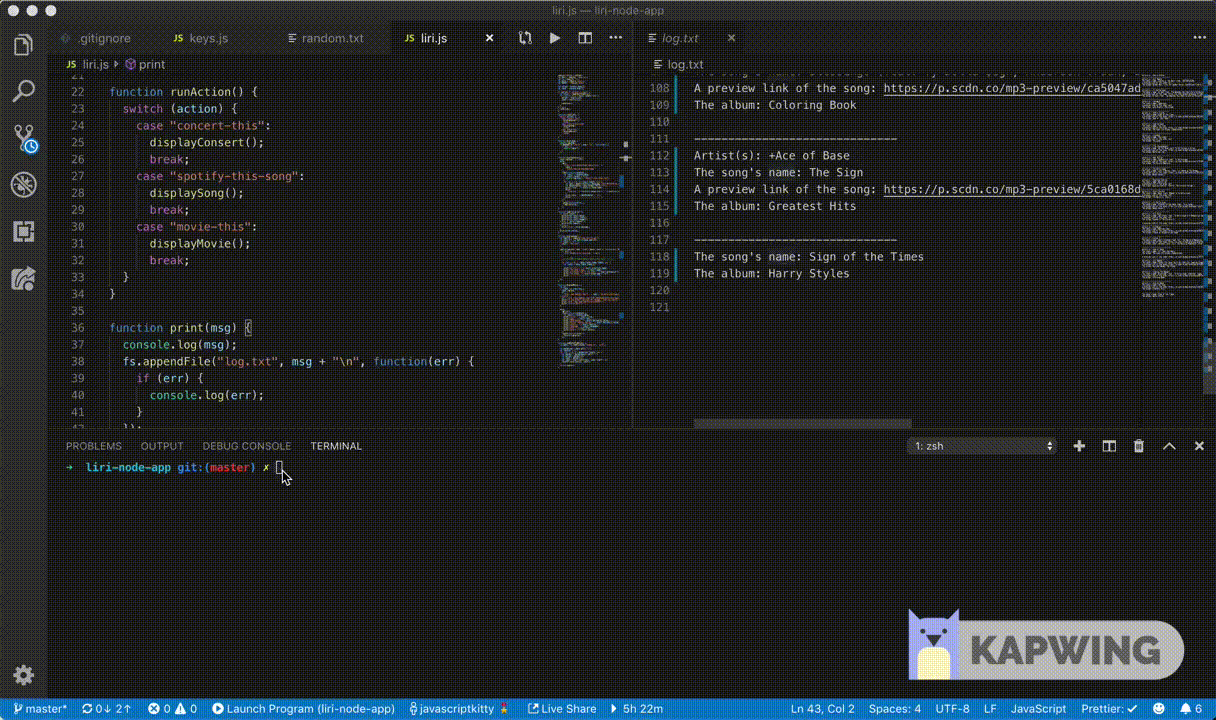 liri.js — liri-node-app
.gitignore
JS keys.js
random.txt
JS liri.js
log.txt
JS liri.js print
log.txt
22 function runAction() {
23 switch (action) {
24 case "concert-this":
25 displayConsert();
26 break;
27 case "spotify-this-song":
28 displaySong();
29 break;
30 case "movie-this":
31 displayMovie();
32 break;
33 }
34 }
35
36 function print(msg) {
37 console.log(msg);
38 fs.appendFile("log.txt", msg + "\n", function(err) {
39 if (err) {
40 console.log(err);
41 }
108 A preview link of the song: https://p.scdn.co/mp3-preview/ca5047ad
109 The album: Coloring Book
110
111 ------------------------------
112 Artist(s): +Ace of Base
113 The song's name: The Sign
114 A preview link of the song: https://p.scdn.co/mp3-preview/5ca0168d
115 The album: Greatest Hits
116
117 ------------------------------
118 The song's name: Sign of the Times
119 The album: Harry Styles
120
121
PROBLEMS OUTPUT DEBUG CONSOLE TERMINAL
1: zsh
→ liri-node-app git:(master) ✗
KAPWING
master* 0↓ 2↑ 0 0 Launch Program (liri-node-app) javascriptkitty Live Share 5h 22m Ln 43, Col 2 Spaces: 4 UTF-8 LF JavaScript Prettier: ✓ 6